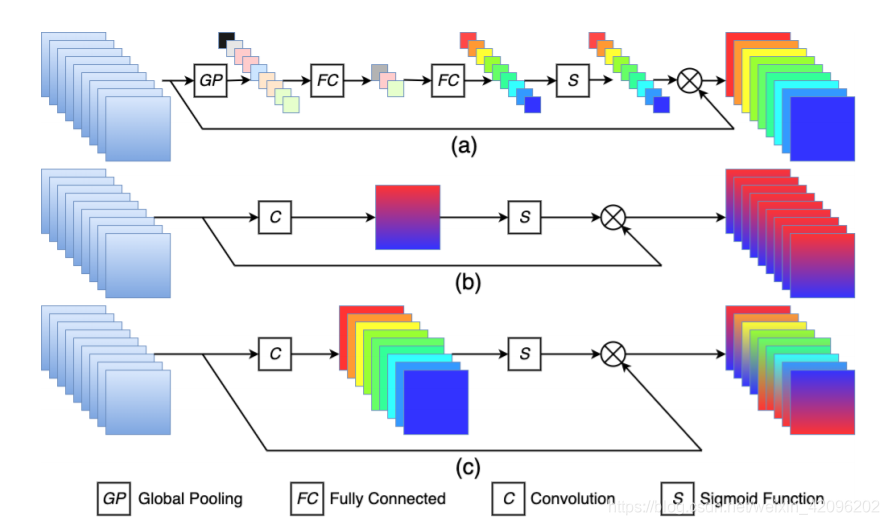 GP FC FC S
(a)
C S
(b)
C S
(c)
GP Global Pooling FC Fully Connected C Convolution S Sigmoid Function
https://blog.csdn.net/weixin_42096202